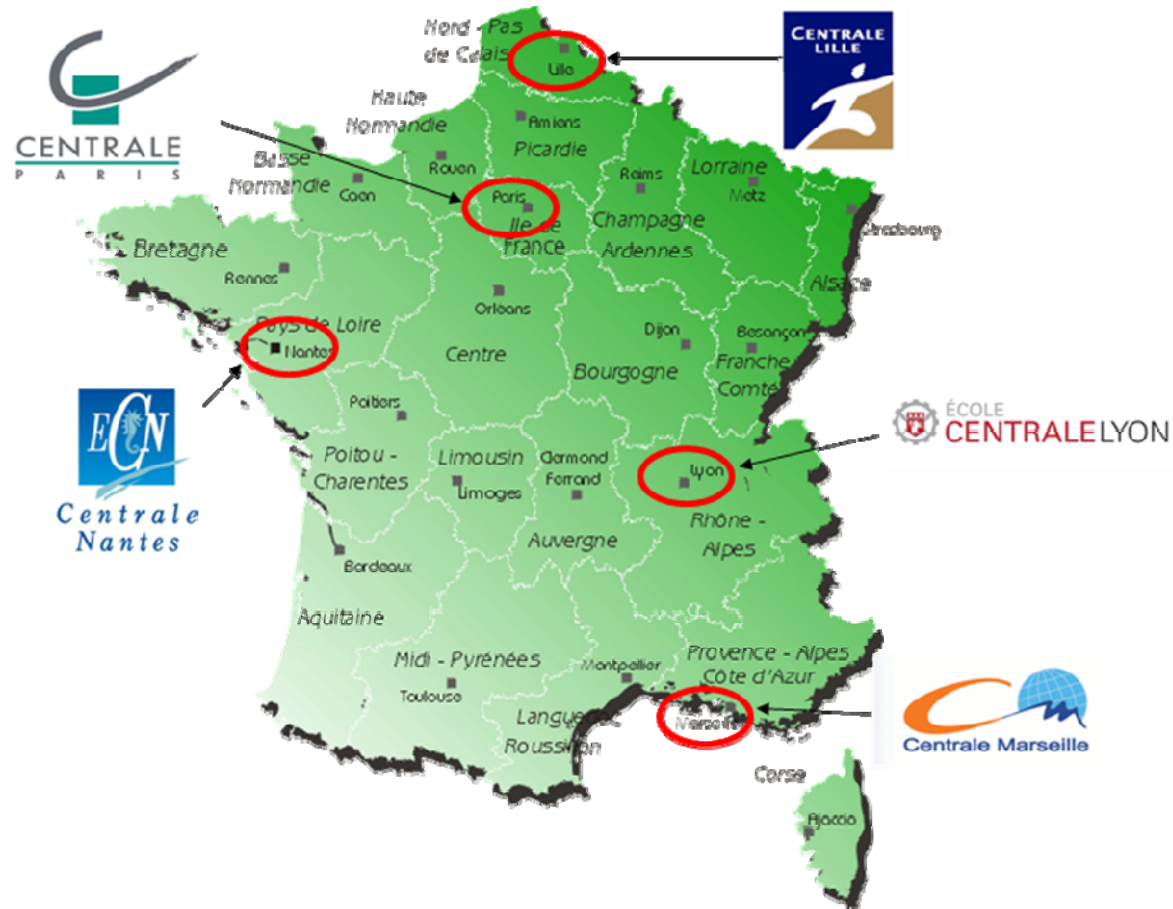 Nord - Pas
de Calais
Lille
CENTRALE
LILLE
CENTRALE
PARIS
Haute
Normandie
Amiens
Picardie
Basse
Normandie
Caen
Rouen
Reims
Lorraine
Metz
Paris
Ile de
France
Champagne
Ardennes
Strasbourg
Alsace
Bretagne
Rennes
Orléans
Pays de Loire
Nantes
Centre
Dijon
Bourgogne
Besançon
Franche
Comté
ECN
Centrale
Nantes
Poitiers
Poitou -
Charentes
Limousin
Limoges
Clermond
Ferrand
Auvergne
Lyon
Rhône -
Alpes
ÉCOLE
CENTRALELYON
Bordeaux
Aquitaine
Midi - Pyrénées
Toulouse
Montpellier
Languedoc
Roussillon
Provence - Alpes
Côte d'Azur
Marseille
Centrale Marseille
Corse
Ajaccio